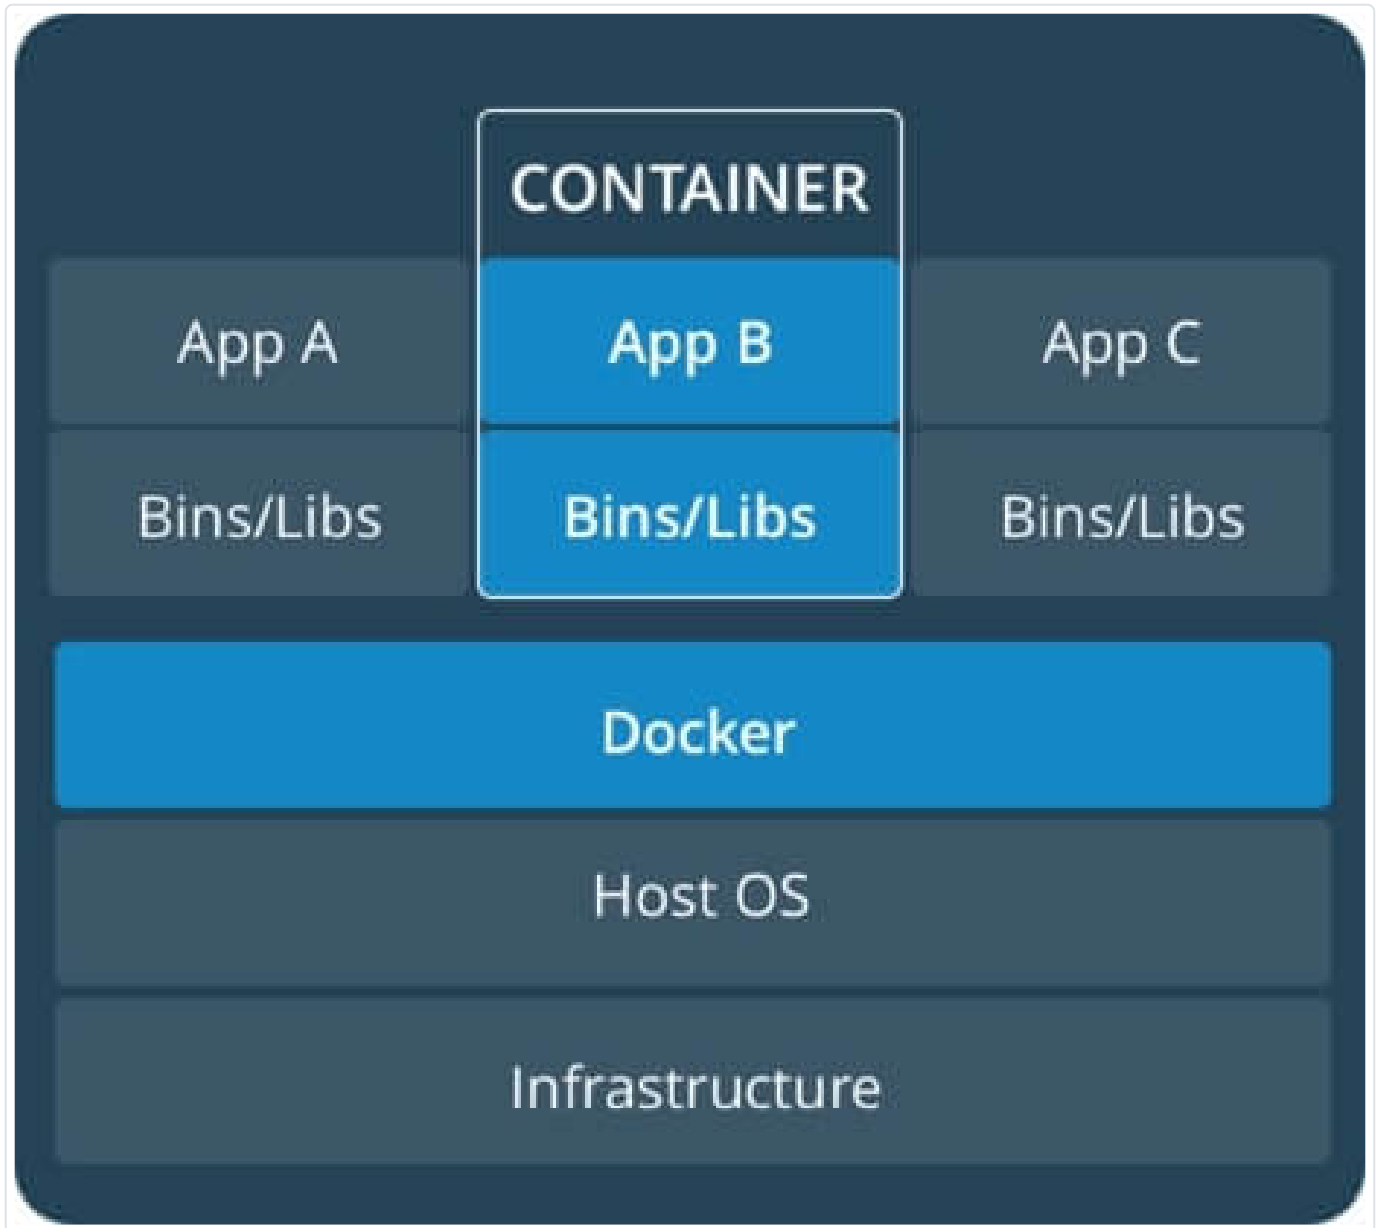 CONTAINER
App A
App B
App C
Bins/Libs
Bins/Libs
Bins/Libs
Docker
Host OS
Infrastructure